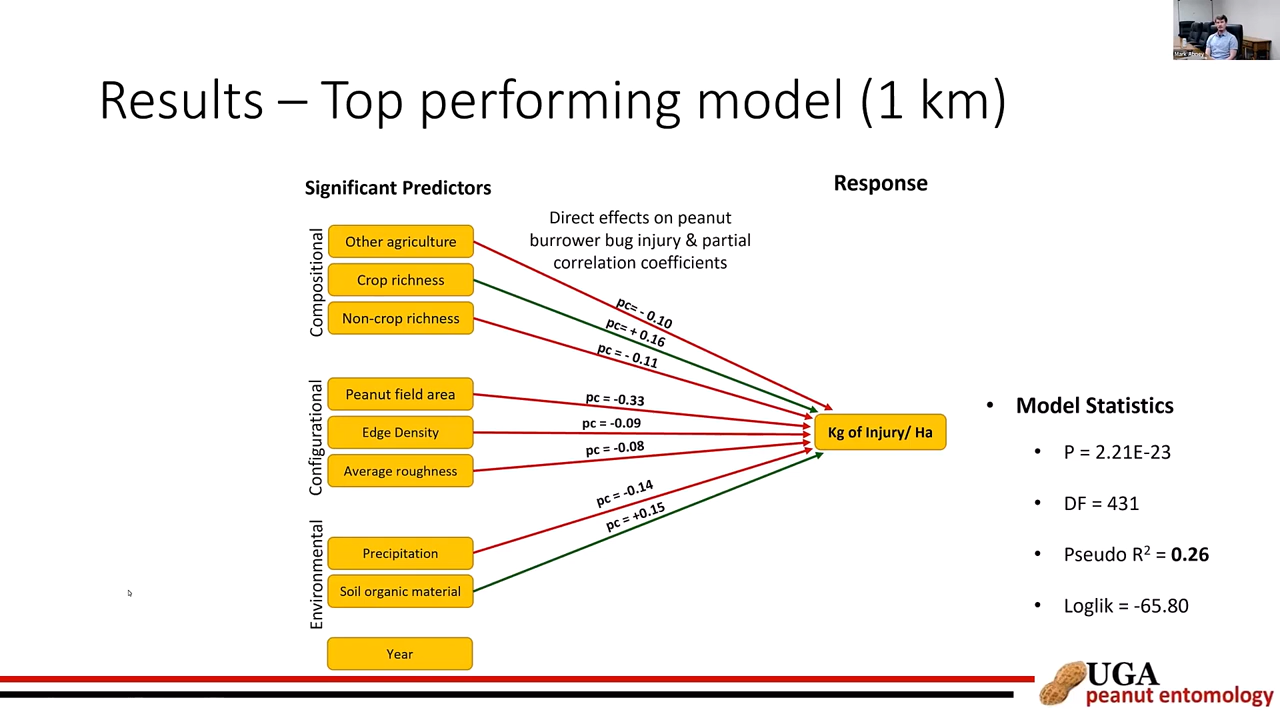 Mark Abney
Results – Top performing model (1 km)
Significant Predictors
Response
Direct effects on peanut
burrower bug injury & partial
correlation coefficients
Compositional
Other agriculture
Crop richness
Non-crop richness
pc= - 0.10
pc= + 0.16
pc = - 0.11
Configurational
Peanut field area
Edge Density
Average roughness
pc = -0.33
pc = -0.09
pc = -0.08
Kg of Injury/ Ha
Environmental
Precipitation
Soil organic material
pc = -0.14
pc = +0.15
Year
• Model Statistics
• P = 2.21E-23
• DF = 431
• Pseudo R² = 0.26
• Loglik = -65.80
UGA
peanut entomology